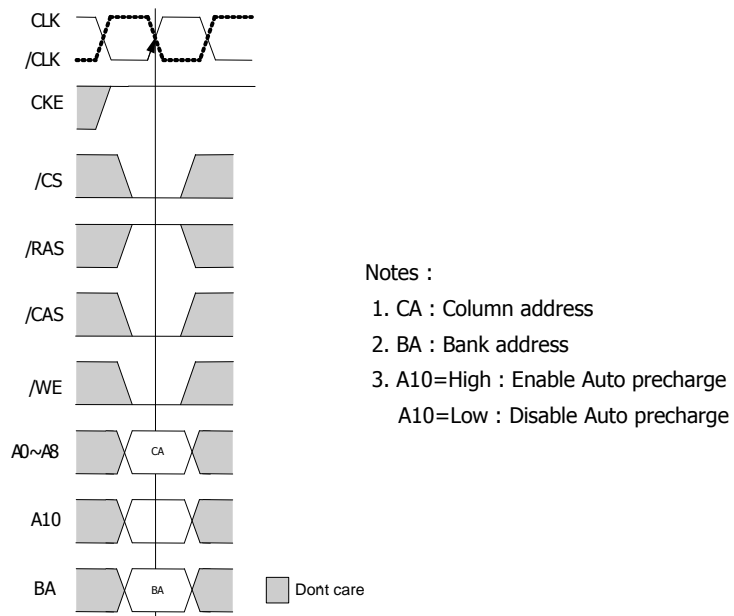 CLK
/CLK
CKE
/CS
/RAS
/CAS
/WE
A0~A8
CA
A10
BA
BA
Dont care
Notes :
1. CA : Column address
2. BA : Bank address
3. A10=High : Enable Auto precharge
A10=Low : Disable Auto precharge